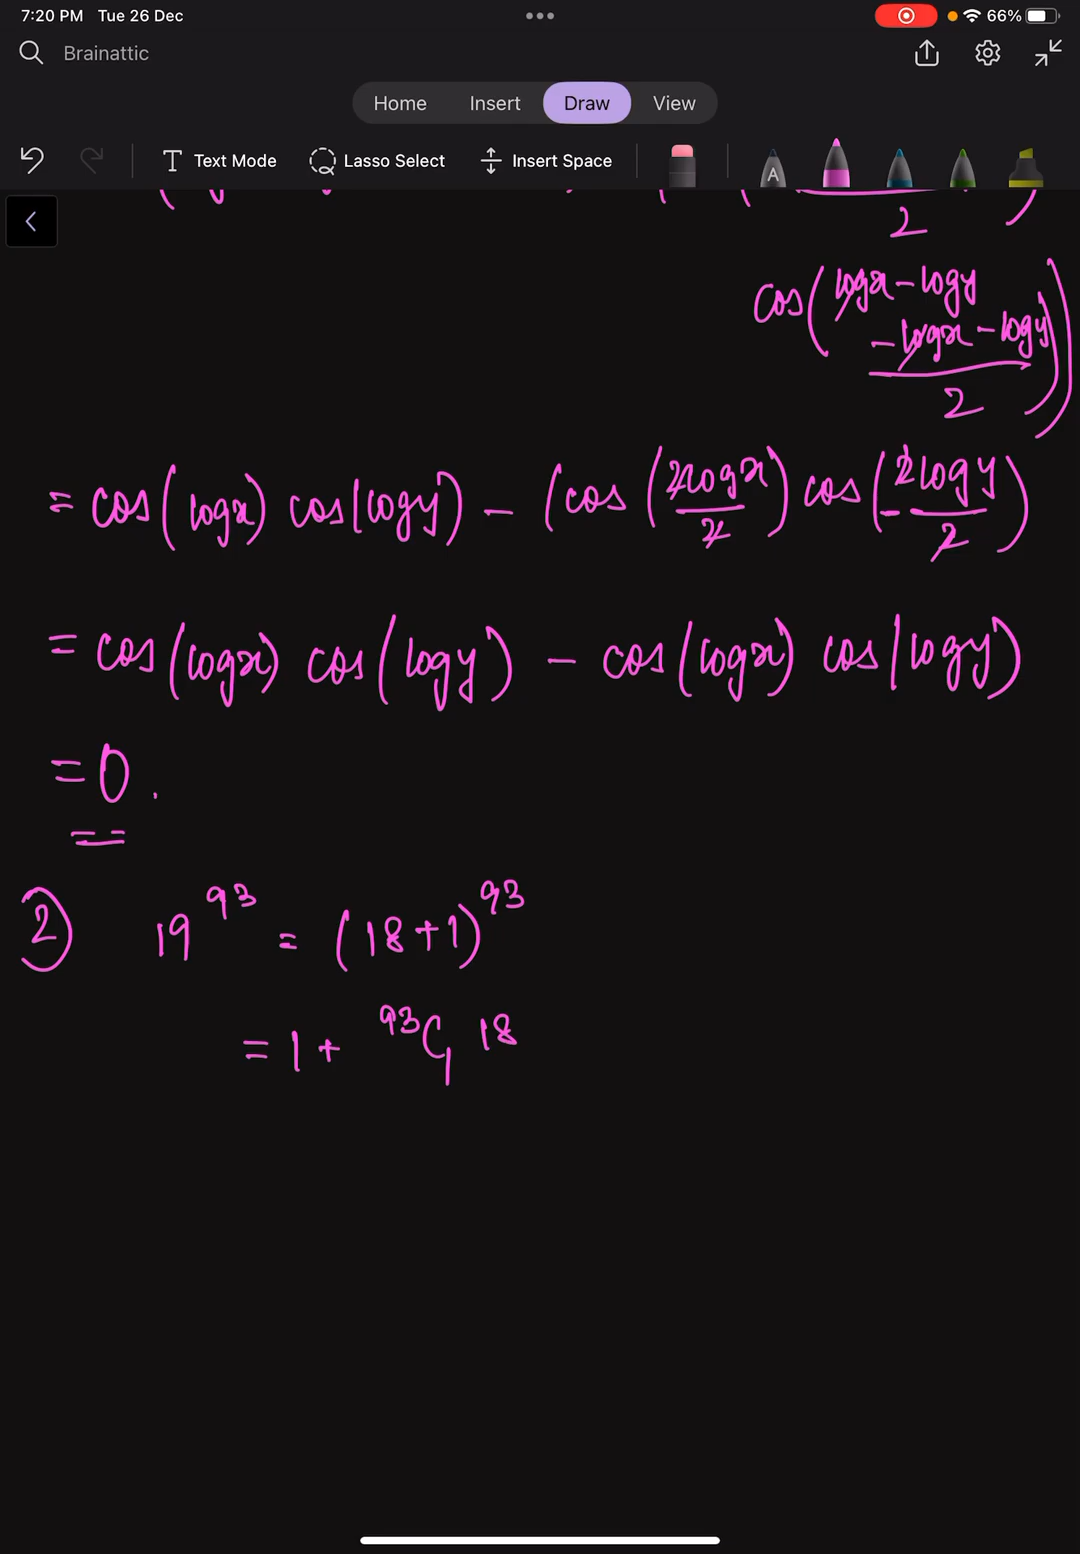 7:20 PM Tue 26 Dec
66%
Brainattic
Home Insert Draw View
T Text Mode Lasso Select Insert Space
A
2
cos(logx - logy
- logx - logy
2
= cos(logx) cos(logy) - (cos(2logx/2) cos(-2logy/2)
= cos(logx) cos(logy) - cos(logx) cos(logy)
= 0.
2) 19^93 = (18+1)^93
= 1 + ^93C_1 18